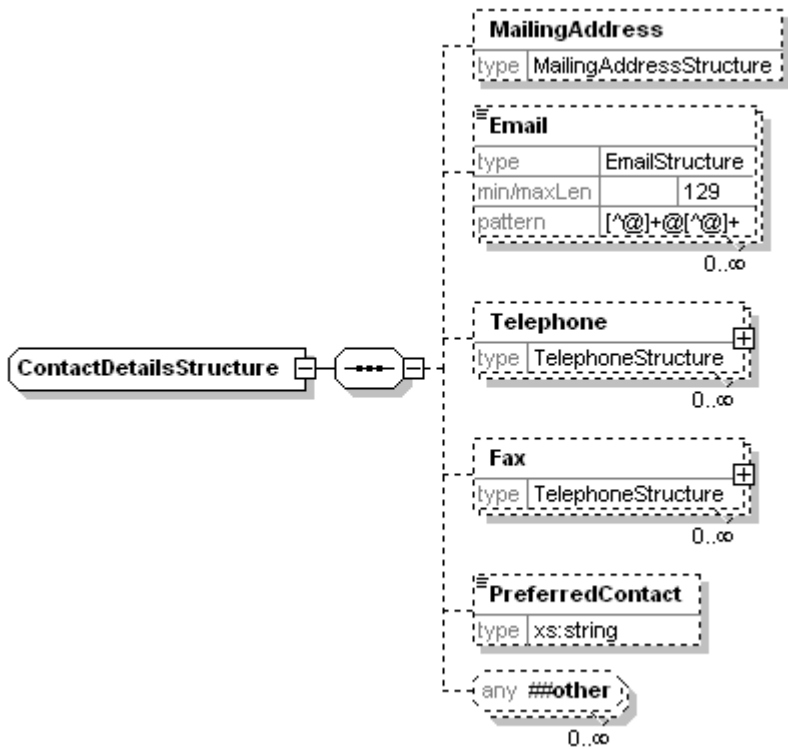 MailingAddress
type MailingAddressStructure
Email
type EmailStructure
min/maxLen 129
pattern [^@]+@[^@]+
0..∞
Telephone
type TelephoneStructure
0..∞
ContactDetailsStructure
Fax
type TelephoneStructure
0..∞
PreferredContact
type xs:string
any ##other
0..∞